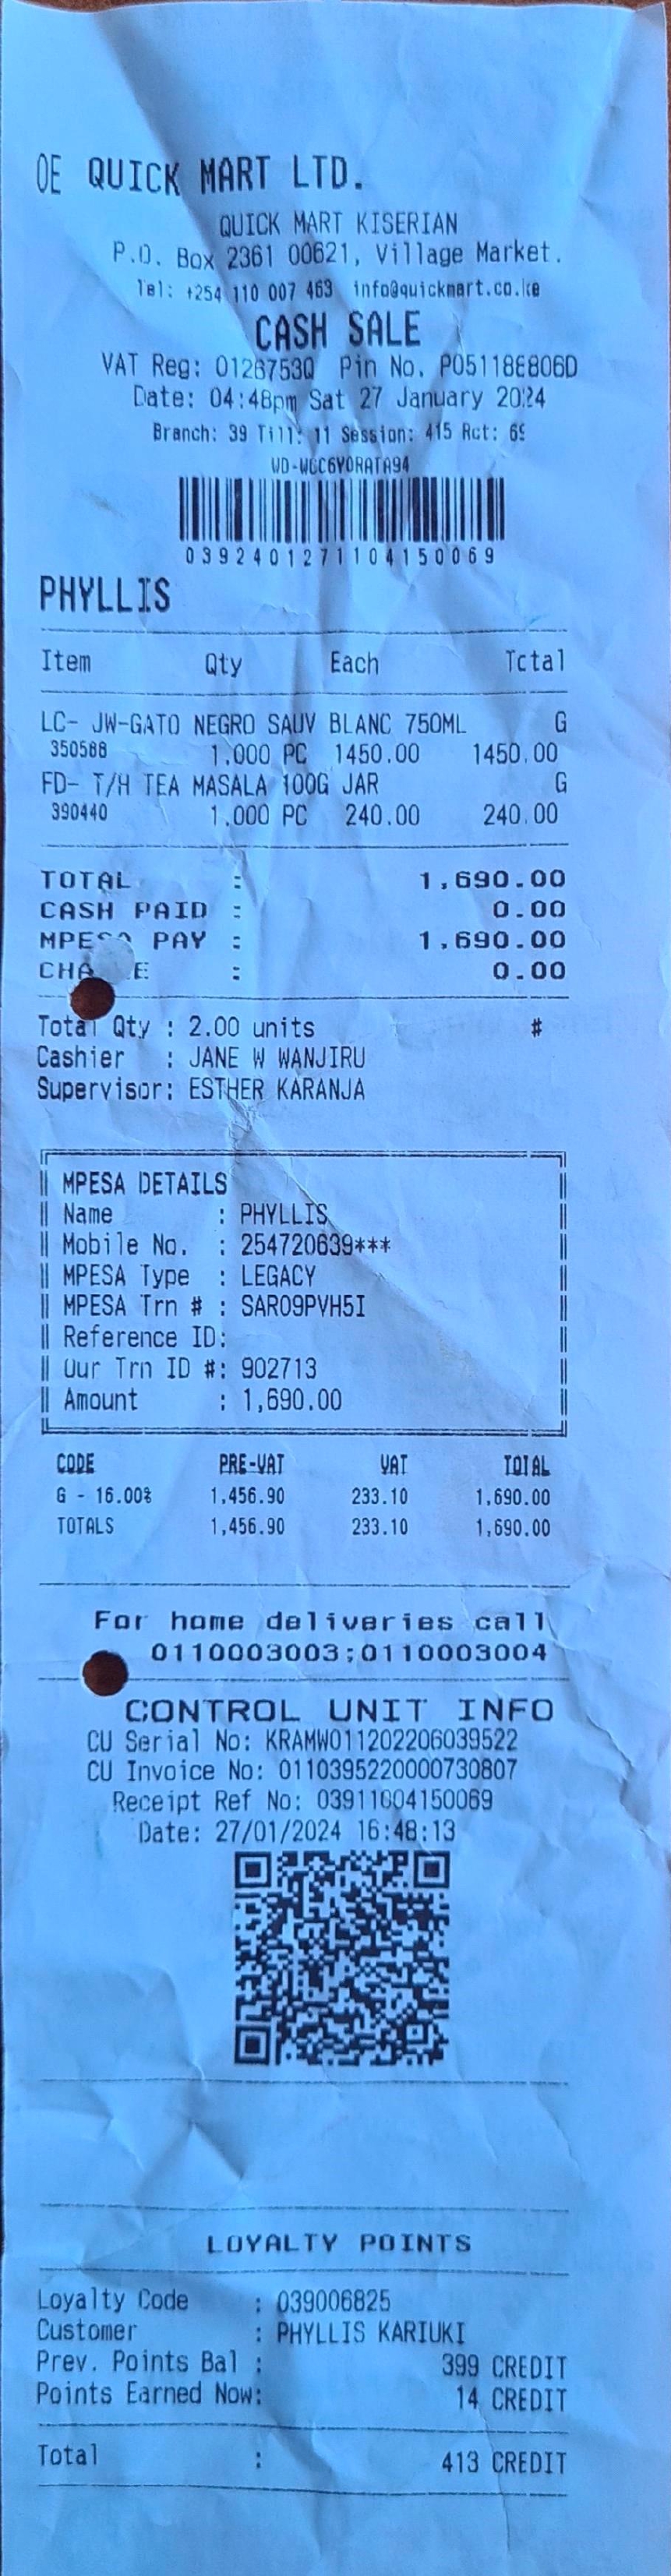 OE QUICK MART LTD.
QUICK MART KISERIAN
P.O. Box 2361 00621, Village Market.
Tel: +254 110 007 463 info@quickmart.co.ke
CASH SALE
VAT Reg: 0126753Q Pin No. P051188806D
Date: 04:48pm Sat 27 January 2024
Branch: 39 Till: 11 Session: 415 Rct: 69
WD-WCC6Y0RATA94
0392401271104150069
PHYLLIS
Item Qty Each Total
LC- JW-GATO NEGRO SAUV BLANC 750ML G
350588 1.000 PC 1450.00 1450.00
FD- T/H TEA MASALA 100G JAR G
390440 1.000 PC 240.00 240.00
TOTAL : 1,690.00
CASH PAID : 0.00
MPESA PAY : 1,690.00
CHA E : 0.00
Total Qty : 2.00 units #
Cashier : JANE W WANJIRU
Supervisor: ESTHER KARANJA
MPESA DETAILS
Name : PHYLLIS
Mobile No. : 254720639***
MPESA Type : LEGACY
MPESA Trn # : SARO9PVH5I
Reference ID:
Our Trn ID #: 902713
Amount : 1,690.00
CODE PRE-VAT VAT TOTAL
G - 16.00% 1,456.90 233.10 1,690.00
TOTALS 1,456.90 233.10 1,690.00
For home deliveries call
0110003003;0110003004
CONTROL UNIT INFO
CU Serial No: KRAMW011202206039522
CU Invoice No: 0110395220000730807
Receipt Ref No: 03911004150069
Date: 27/01/2024 16:48:13
LOYALTY POINTS
Loyalty Code : 039006825
Customer : PHYLLIS KARIUKI
Prev. Points Bal : 399 CREDIT
Points Earned Now: 14 CREDIT
Total : 413 CREDIT